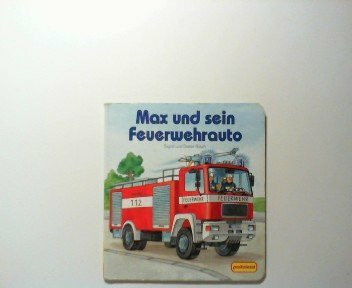 Max und sein
Feuerwehrauto
112
FEUERWEHR
FEUERWEHR